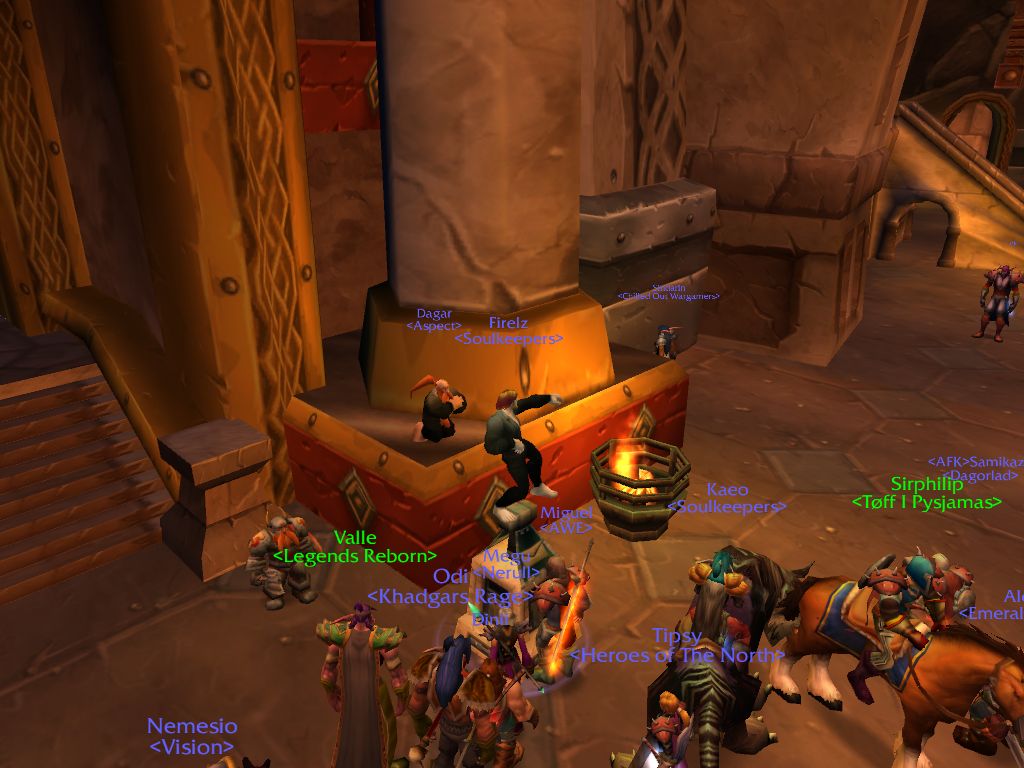 Shdarin
<Chilled Out Wargamers>
Dagar
<Aspect>
Firelz
<Soulkeepers>
<AFK>Samikaz
<Dagorlad>
Sirphilip
<Tøff I Pysjamas>
Kaeo
<Soulkeepers>
Miguel
<AWE>
Valle
<Legends Reborn>
Megu
<Nerull>
Odi
<Khadgars Rage>
Dinii
Tipsy
<Heroes of The North>
Nemesio
<Vision>